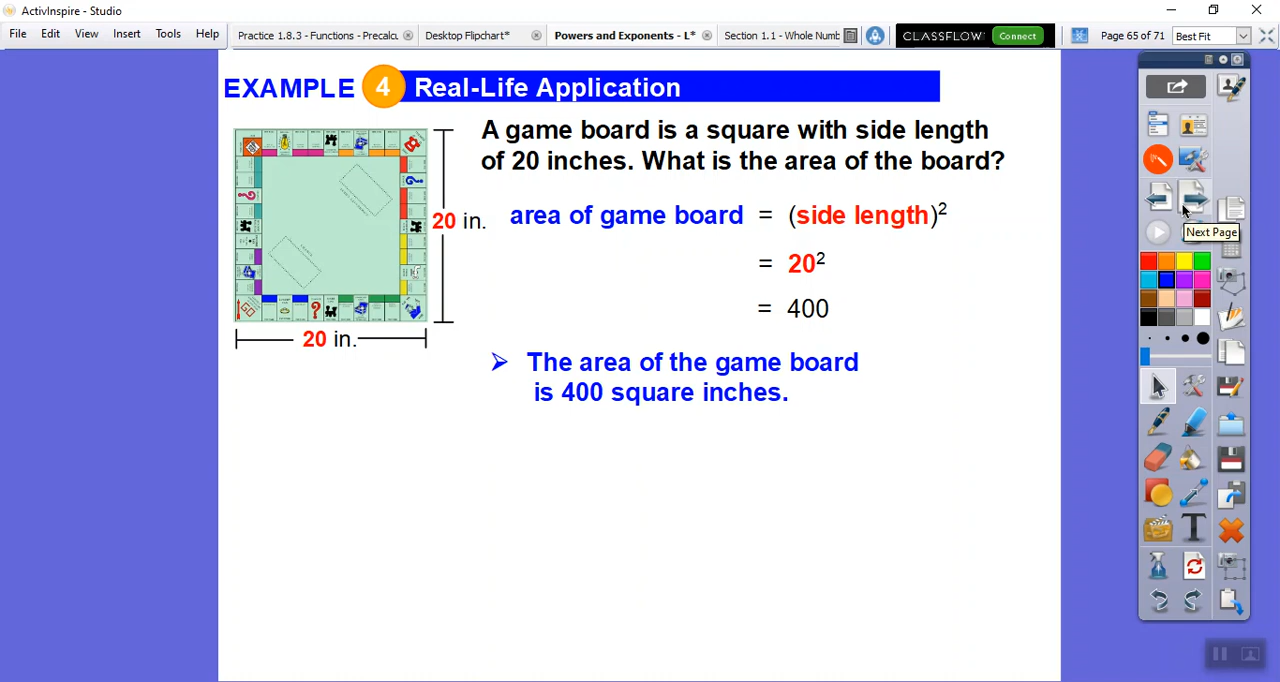 ActivInspire - Studio
File Edit View Insert Tools Help
Practice 1.8.3 - Functions - Precalcu
Desktop Flipchart*
Powers and Exponents - L*
Section 1.1 - Whole Numb
CLASSFLOW Connect
Page 65 of 71
Best Fit
EXAMPLE 4 Real-Life Application
A game board is a square with side length
of 20 inches. What is the area of the board?
20 in.
20 in.
area of game board = (side length)²
= 20²
= 400
➢ The area of the game board
is 400 square inches.
Next Page
GO
T